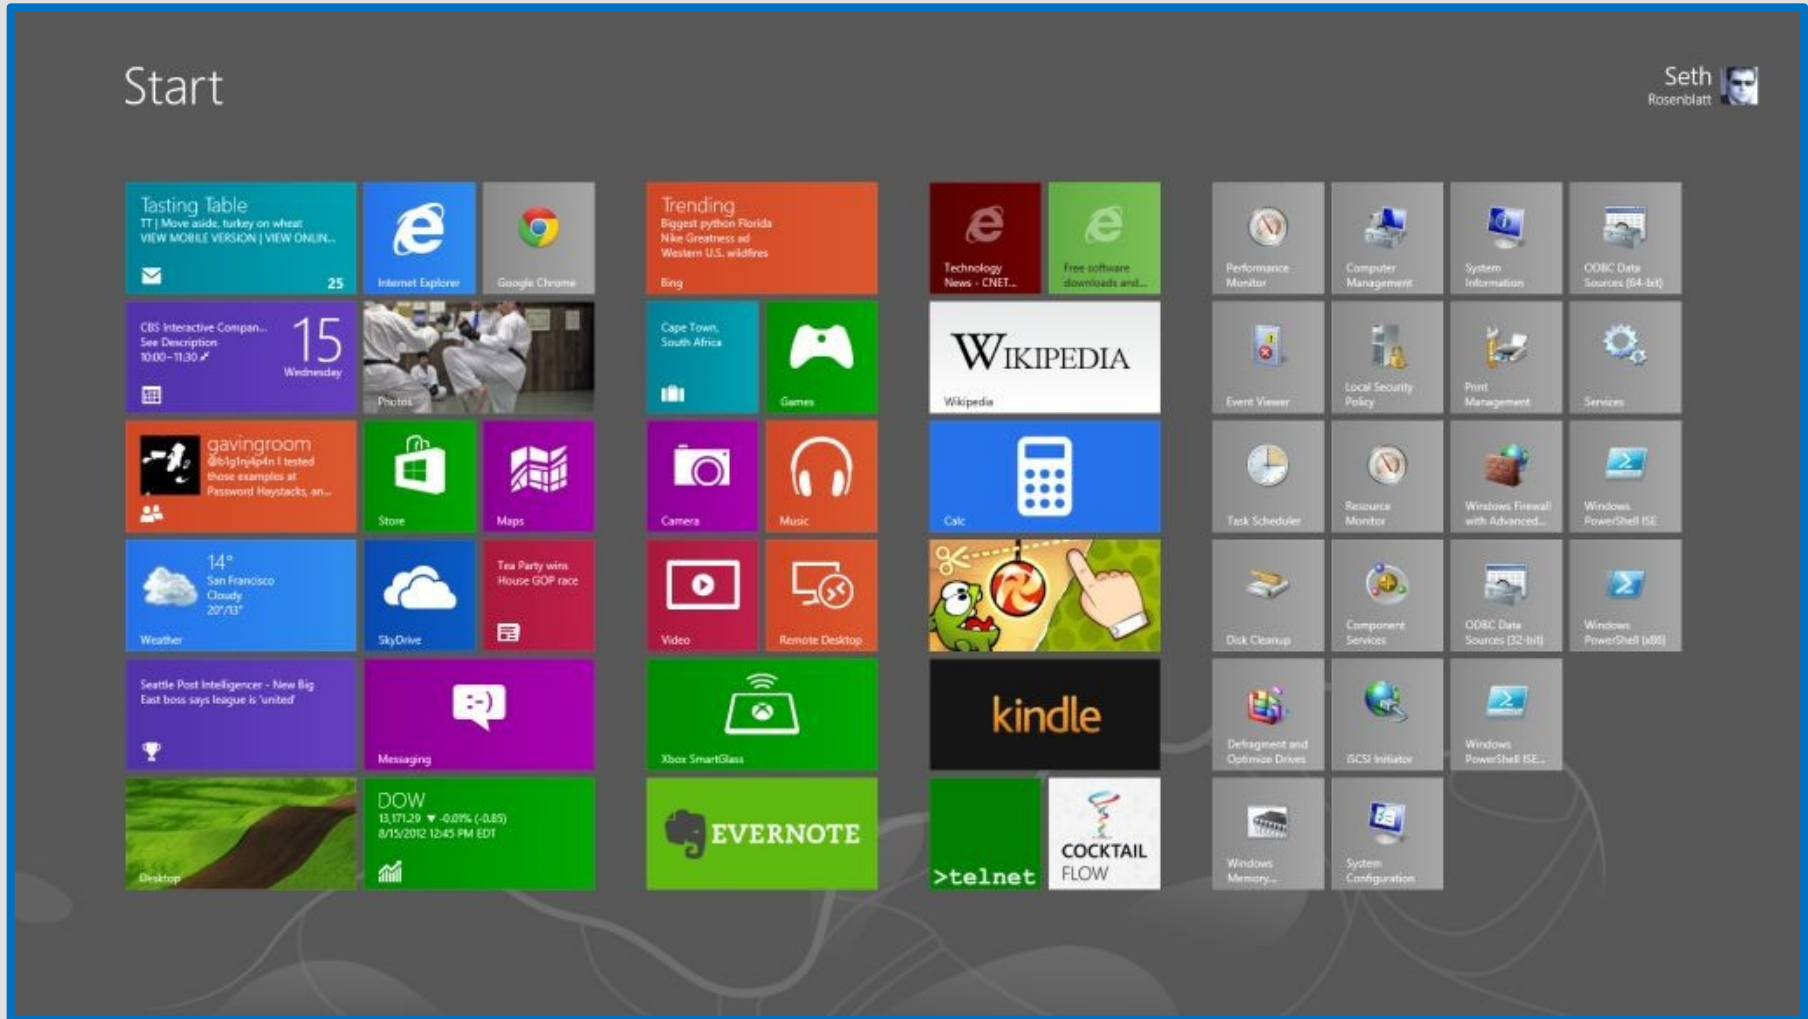 Start
Seth
Rosenblatt
Tasting Table
TT | Move aside, turkey on wheat
VIEW MOBILE VERSION | VIEW ONLIN...
25
Internet Explorer
Google Chrome
CBS Interactive Compan...
See Description
10:00–11:30
15
Wednesday
Photos
gavingroom
@b1g1nj4p4n I tested
those examples at
Password Haystacks, an...
Store
Maps
14°
San Francisco
Cloudy
20°/13°
Weather
SkyDrive
Tea Party wins
House GOP race
Seattle Post Intelligencer - New Big
East boss says league is 'united'
:-)
Messaging
Desktop
DOW
13,171.29 ▼ -0.01% (-0.85)
8/15/2012 12:45 PM EDT
Trending
Biggest python Florida
Nike Greatness ad
Western U.S. wildfires
Bing
Cape Town,
South Africa
Games
Camera
Music
Video
Remote Desktop
Xbox SmartGlass
EVERNOTE
Technology
News - CNET...
Free software
downloads and...
WIKIPEDIA
Wikipedia
Calc
kindle
>telnet
COCKTAIL
FLOW
Performance
Monitor
Computer
Management
System
Information
ODBC Data
Sources (64-bit)
Event Viewer
Local Security
Policy
Print
Management
Services
Task Scheduler
Resource
Monitor
Windows Firewall
with Advanced...
Windows
PowerShell ISE
Disk Cleanup
Component
Services
ODBC Data
Sources (32-bit)
Windows
PowerShell (x86)
Defragment and
Optimize Drives
iSCSI Initiator
Windows
PowerShell ISE...
Windows
Memory...
System
Configuration